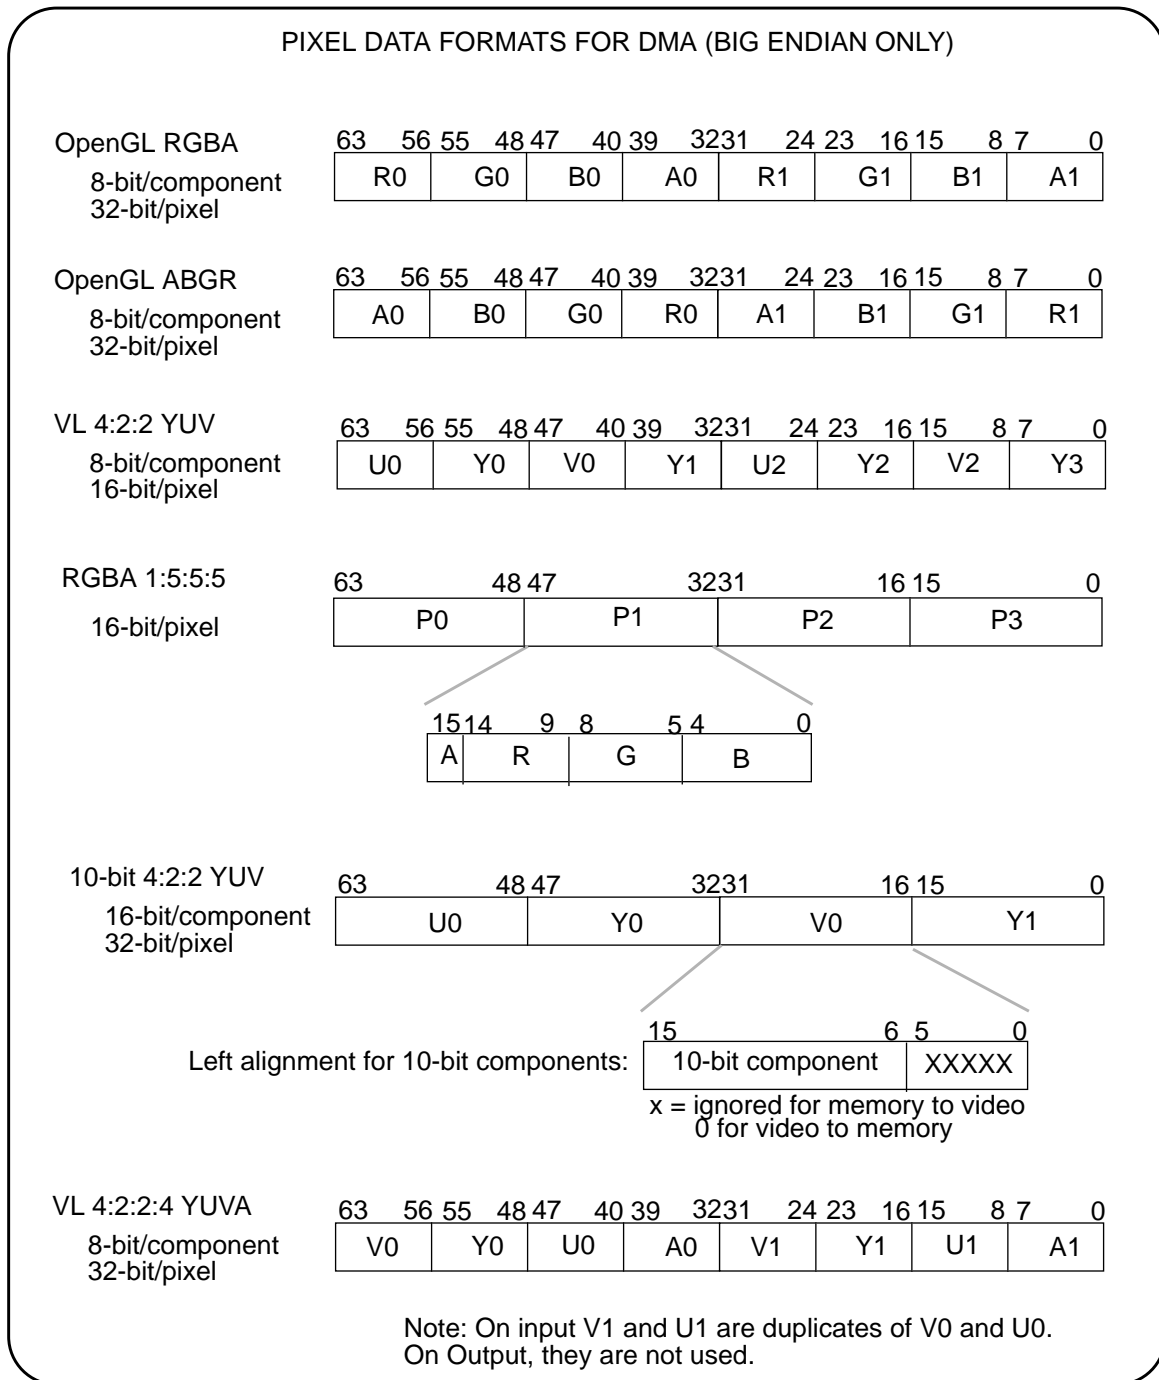 PIXEL DATA FORMATS FOR DMA (BIG ENDIAN ONLY)
OpenGL RGBA
63 56 55 48 47 40 39 32 31 24 23 16 15 8 7 0
8-bit/component
R0 G0 B0 A0 R1 G1 B1 A1
32-bit/pixel
OpenGL ABGR
63 56 55 48 47 40 39 32 31 24 23 16 15 8 7 0
8-bit/component
A0 B0 G0 R0 A1 B1 G1 R1
32-bit/pixel
VL 4:2:2 YUV
63 56 55 48 47 40 39 32 31 24 23 16 15 8 7 0
8-bit/component
U0 Y0 V0 Y1 U2 Y2 V2 Y3
16-bit/pixel
RGBA 1:5:5:5
63 48 47 32 31 16 15 0
16-bit/pixel
P0 P1 P2 P3
15 14 9 8 5 4 0
A R G B
10-bit 4:2:2 YUV
63 48 47 32 31 16 15 0
16-bit/component
U0 Y0 V0 Y1
32-bit/pixel
15 6 5 0
Left alignment for 10-bit components: 10-bit component XXXXX
x = ignored for memory to video
0 for video to memory
VL 4:2:2:4 YUVA
63 56 55 48 47 40 39 32 31 24 23 16 15 8 7 0
8-bit/component
V0 Y0 U0 A0 V1 Y1 U1 A1
32-bit/pixel
Note: On input V1 and U1 are duplicates of V0 and U0.
On Output, they are not used.